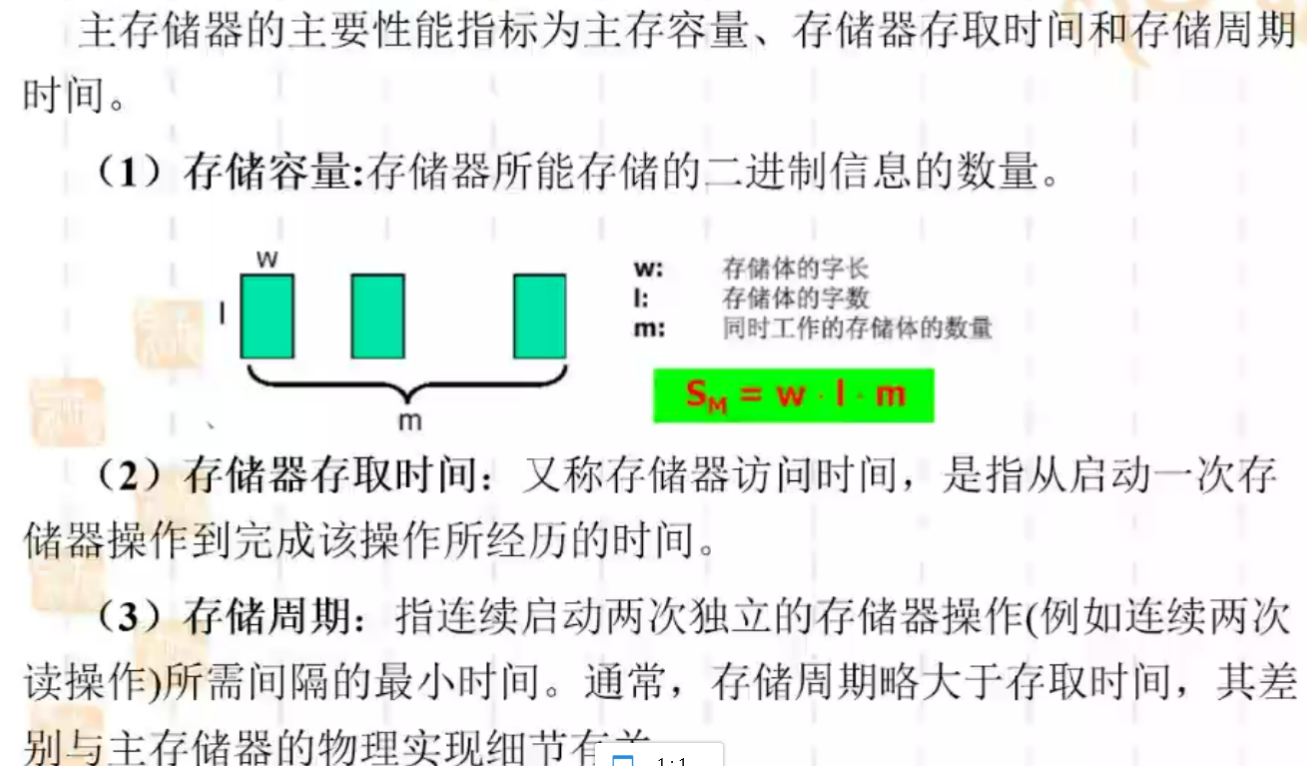 主存储器的主要性能指标为主存容量、存储器存取时间和存储周期
时间。
（1）存储容量:存储器所能存储的二进制信息的数量。
w
l
m
w: 存储体的字长
l: 存储体的字数
m: 同时工作的存储体的数量
SM = w · l · m
（2）存储器存取时间：又称存储器访问时间，是指从启动一次存
储器操作到完成该操作所经历的时间。
（3）存储周期：指连续启动两次独立的存储器操作(例如连续两次
读操作)所需间隔的最小时间。通常，存储周期略大于存取时间，其差
别与主存储器的物理实现细节有
1:1